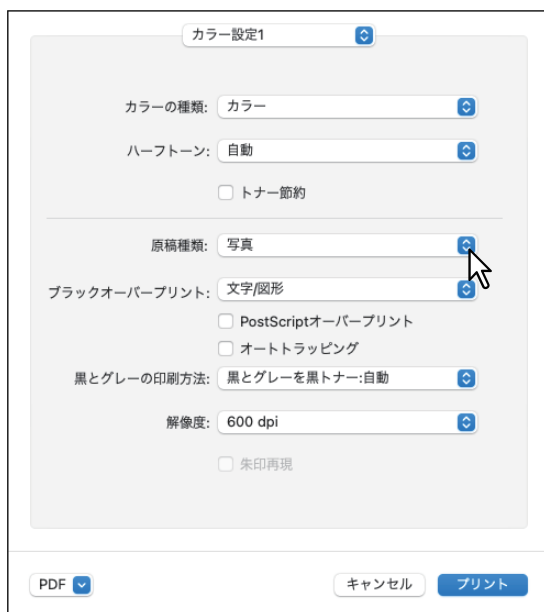 カラー設定1
カラーの種類: カラー
ハーフトーン: 自動
トナー節約
原稿種類: 写真
ブラックオーバープリント: 文字/図形
PostScriptオーバープリント
オートトラッピング
黒とグレーの印刷方法: 黒とグレーを黒トナー:自動
解像度: 600 dpi
朱印再現
PDF キャンセル プリント